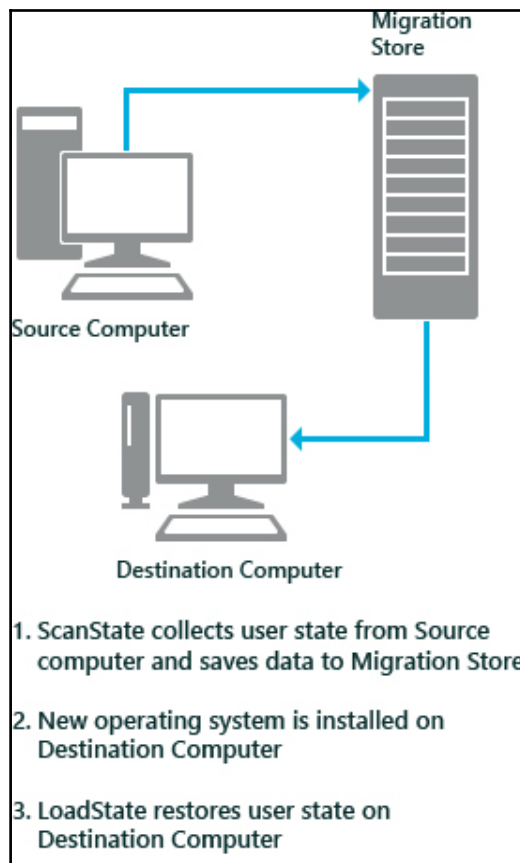 Migration
Store
Source Computer
Destination Computer
1. ScanState collects user state from Source
computer and saves data to Migration Store
2. New operating system is installed on
Destination Computer
3. LoadState restores user state on
Destination Computer